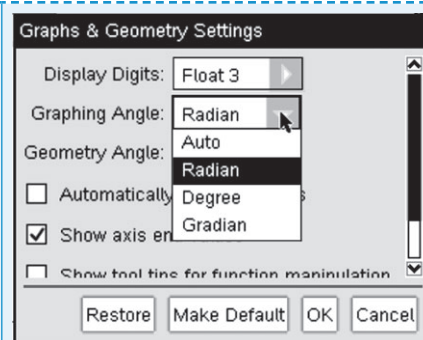 Graphs & Geometry Settings
Display Digits: Float 3
Graphing Angle: Radian
Auto
Geometry Angle:
Radian
Automatically
Degree
Gradian
Show axis
Show tool tips for function manipulation
Restore Make Default OK Cancel